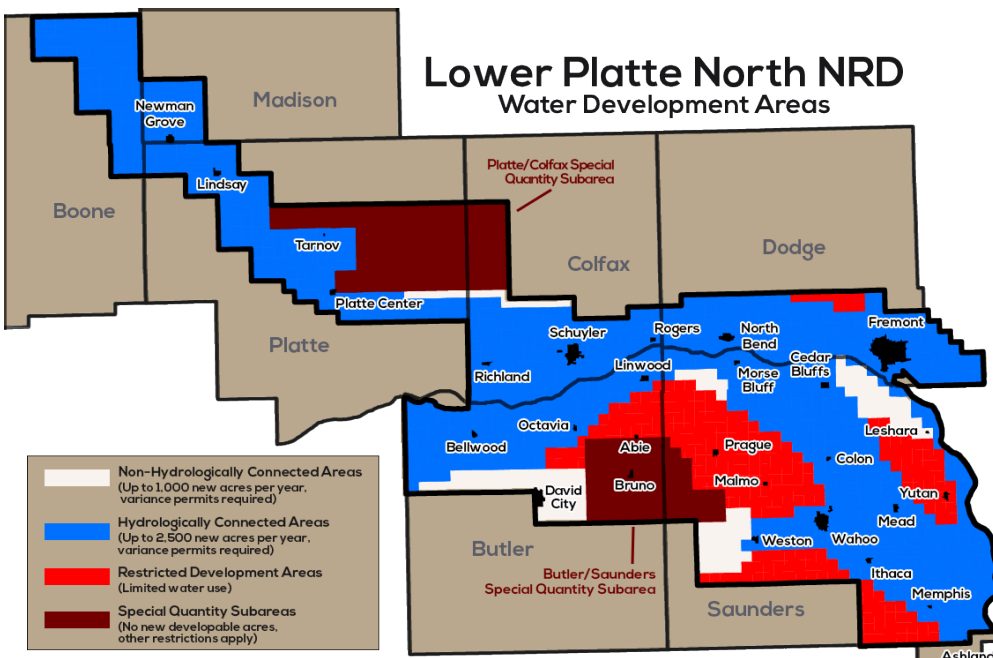 Lower Platte North NRD
Water Development Areas
Madison
Newman
Grove
Lindsay
Platte/Colfax Special
Quantity Subarea
Boone
Tarnov
Colfax
Dodge
Platte Center
Platte
Schuyler
Rogers
North
Bend
Fremont
Richland
Linwood
Morse
Bluff
Cedar
Bluffs
Octavia
Leshara
Bellwood
Abie
Prague
Colon
Bruno
Malmo
David
City
Yutan
Mead
Butler
Weston
Wahoo
Ithaca
Butler/Saunders
Special Quantity Subarea
Saunders
Memphis
Ashland
Non-Hydrologically Connected Areas
(Up to 1,000 new acres per year,
variance permits required)
Hydrologically Connected Areas
(Up to 2,500 new acres per year,
variance permits required)
Restricted Development Areas
(Limited water use)
Special Quantity Subareas
(No new developable acres,
other restrictions apply)